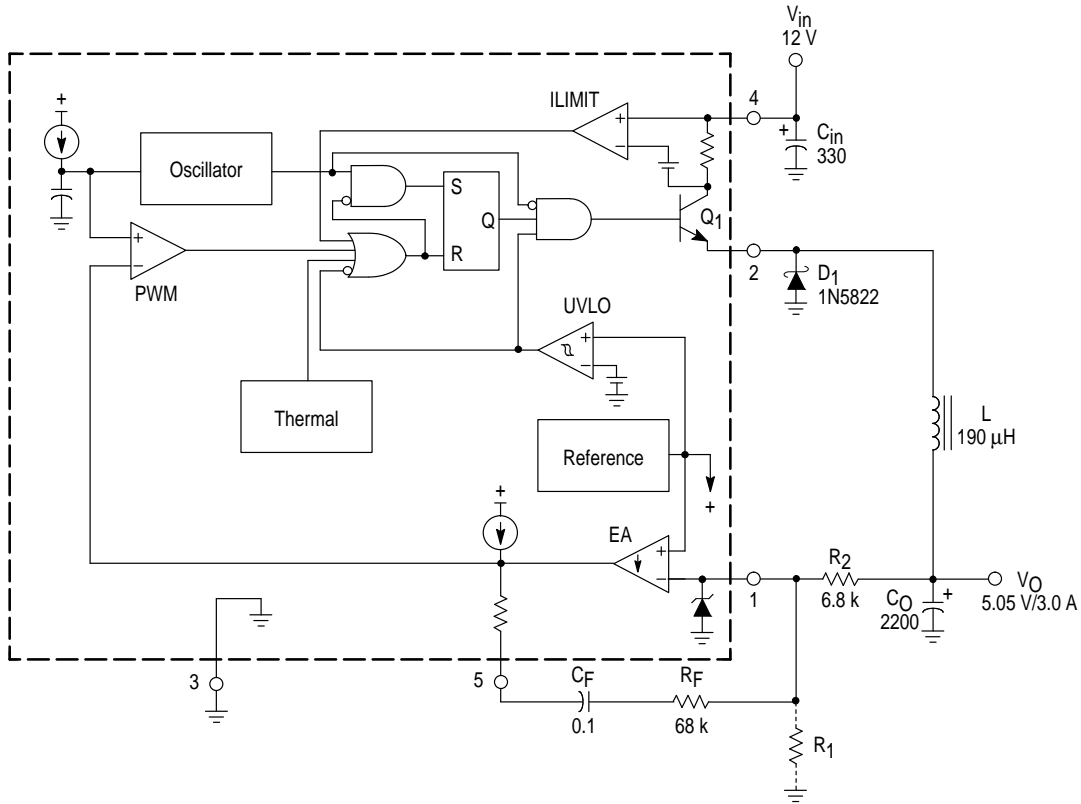 Vin
12 V
ILIMIT
4
+
+
+
Cin
330
Oscillator
S
Q
R
Q1
+
−
−
PWM
2
D1
1N5822
UVLO
+
−
Thermal
L
190 µH
Reference
+
+
EA
+
−
1
R2
6.8 k
CO
2200
+
VO
5.05 V/3.0 A
3
5
CF
0.1
RF
68 k
R1